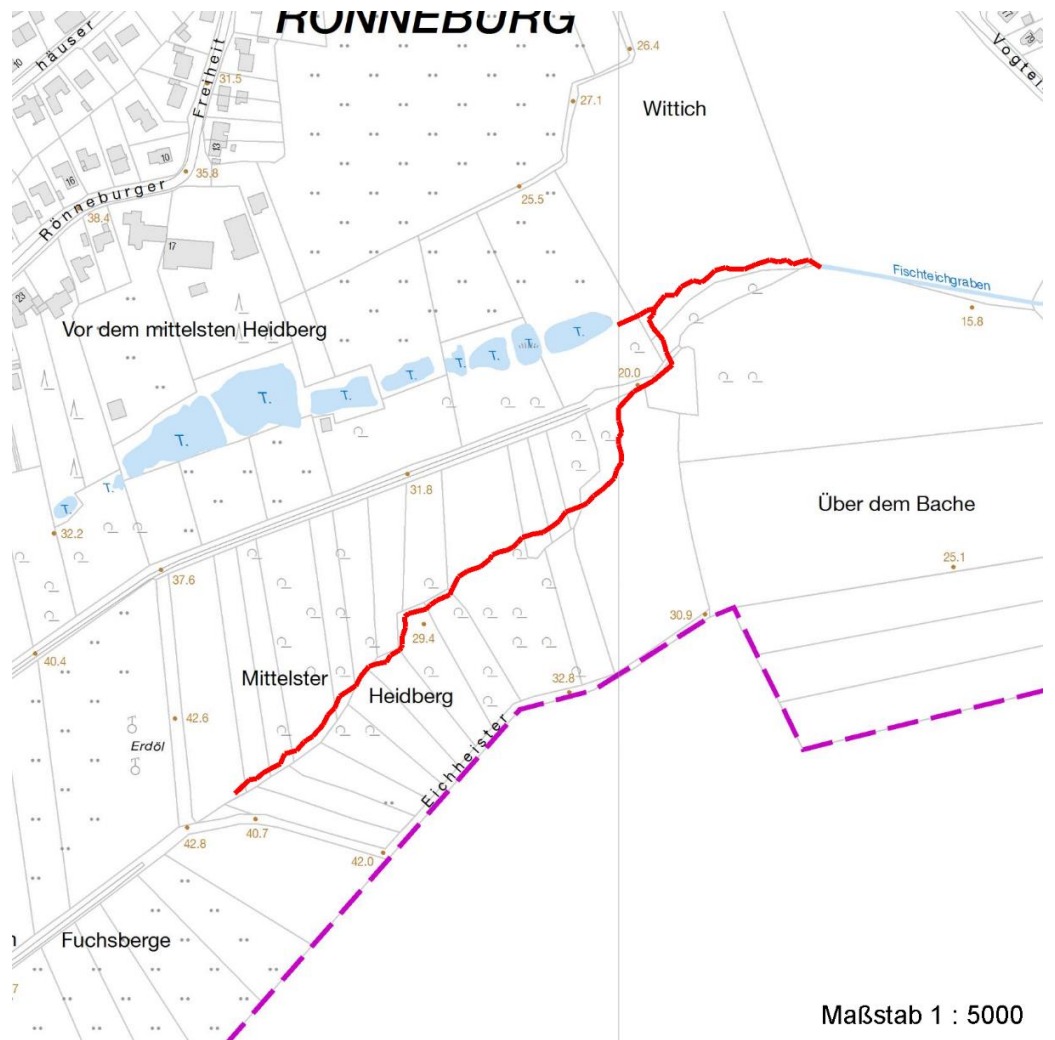 RÖNNEBURG
häuser
10
Freiheit
31.5
26.4
27.1
Wittich
79
Vogtei
13
10
16
35.8
Rönneburger
38.4
25.5
17
23
Fischteichgraben
15.8
Vor dem mittelsten Heidberg
T.
T.
T.
T.
T.
T.
T.
T.
T.
T.
20.0
31.8
32.2
37.6
Über dem Bache
25.1
30.9
29.4
40.4
Mittelster
Heidberg
32.8
42.6
Erdöl
Eichheister
42.8
40.7
42.0
Fuchsberge
Maßstab 1 : 5000